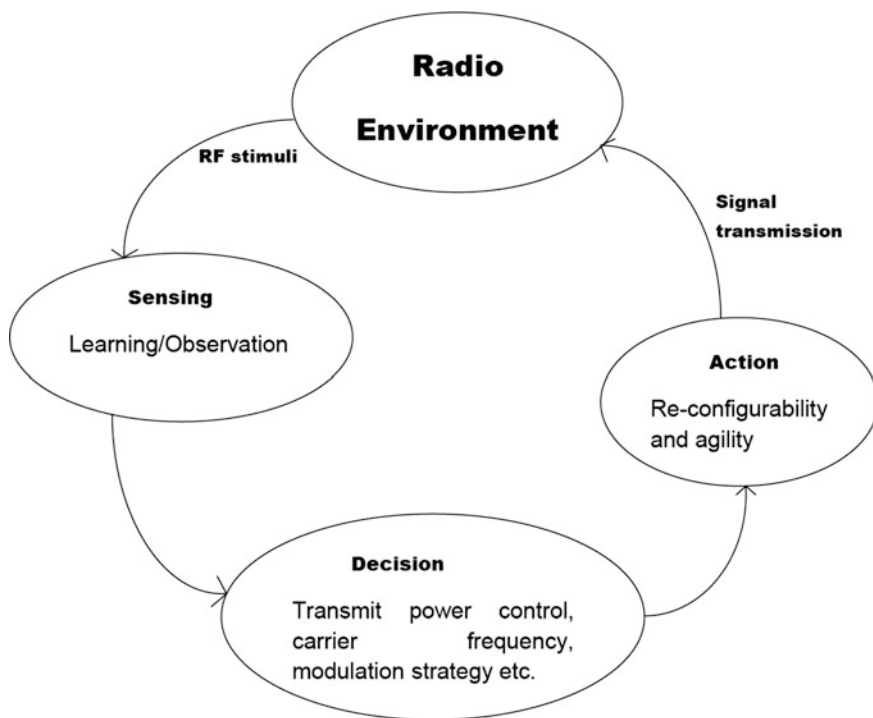 Radio
Environment
RF stimuli
Signal
transmission
Sensing
Learning/Observation
Action
Re-configurability
and agility
Decision
Transmit power control,
carrier frequency,
modulation strategy etc.